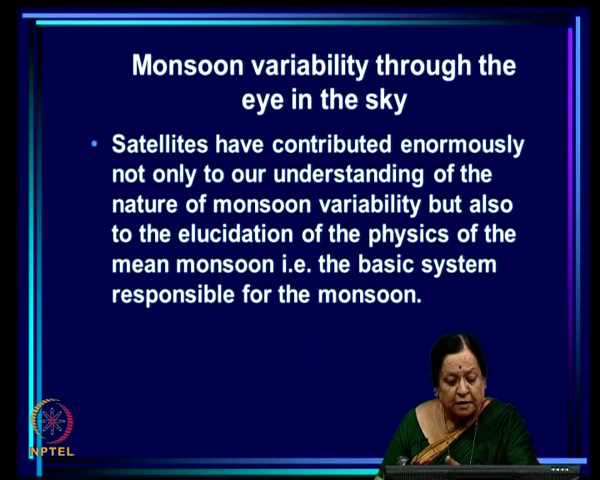 Monsoon variability through the
eye in the sky
• Satellites have contributed enormously
not only to our understanding of the
nature of monsoon variability but also
to the elucidation of the physics of the
mean monsoon i.e. the basic system
responsible for the monsoon.
NPTEL